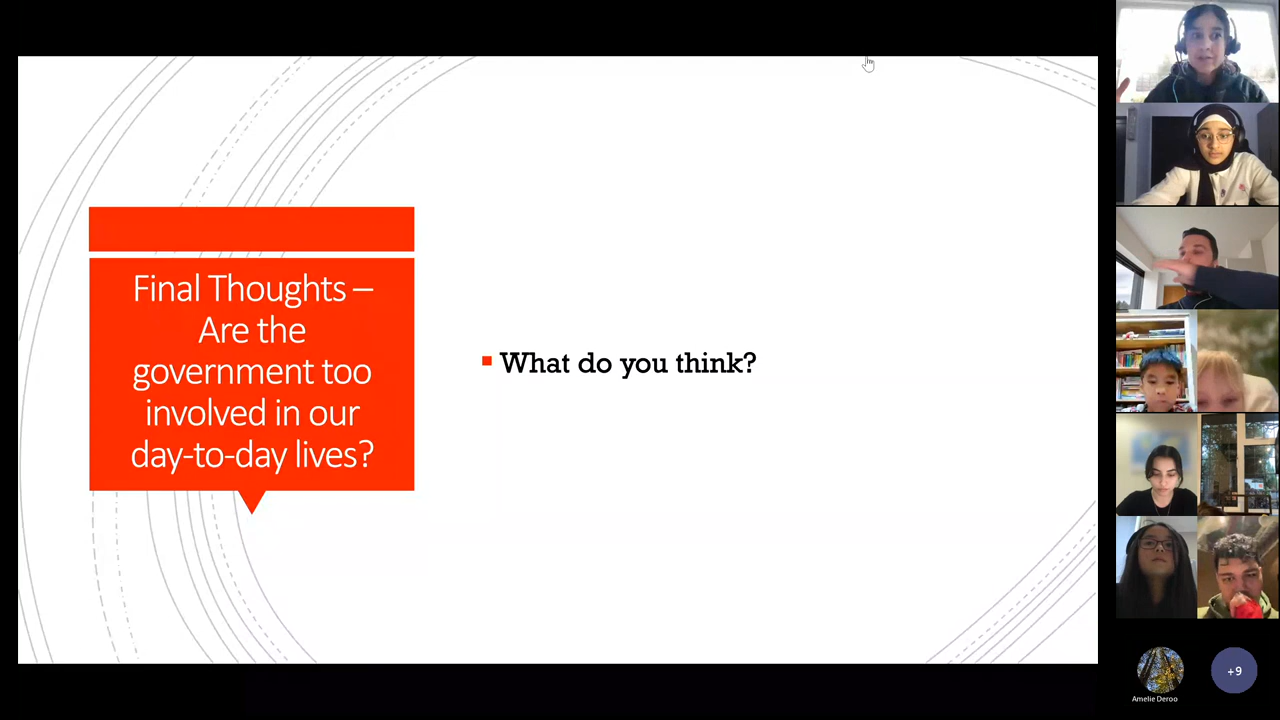 Final Thoughts –
Are the
government too
involved in our
day-to-day lives?
What do you think?
Amelie Deroo
+9